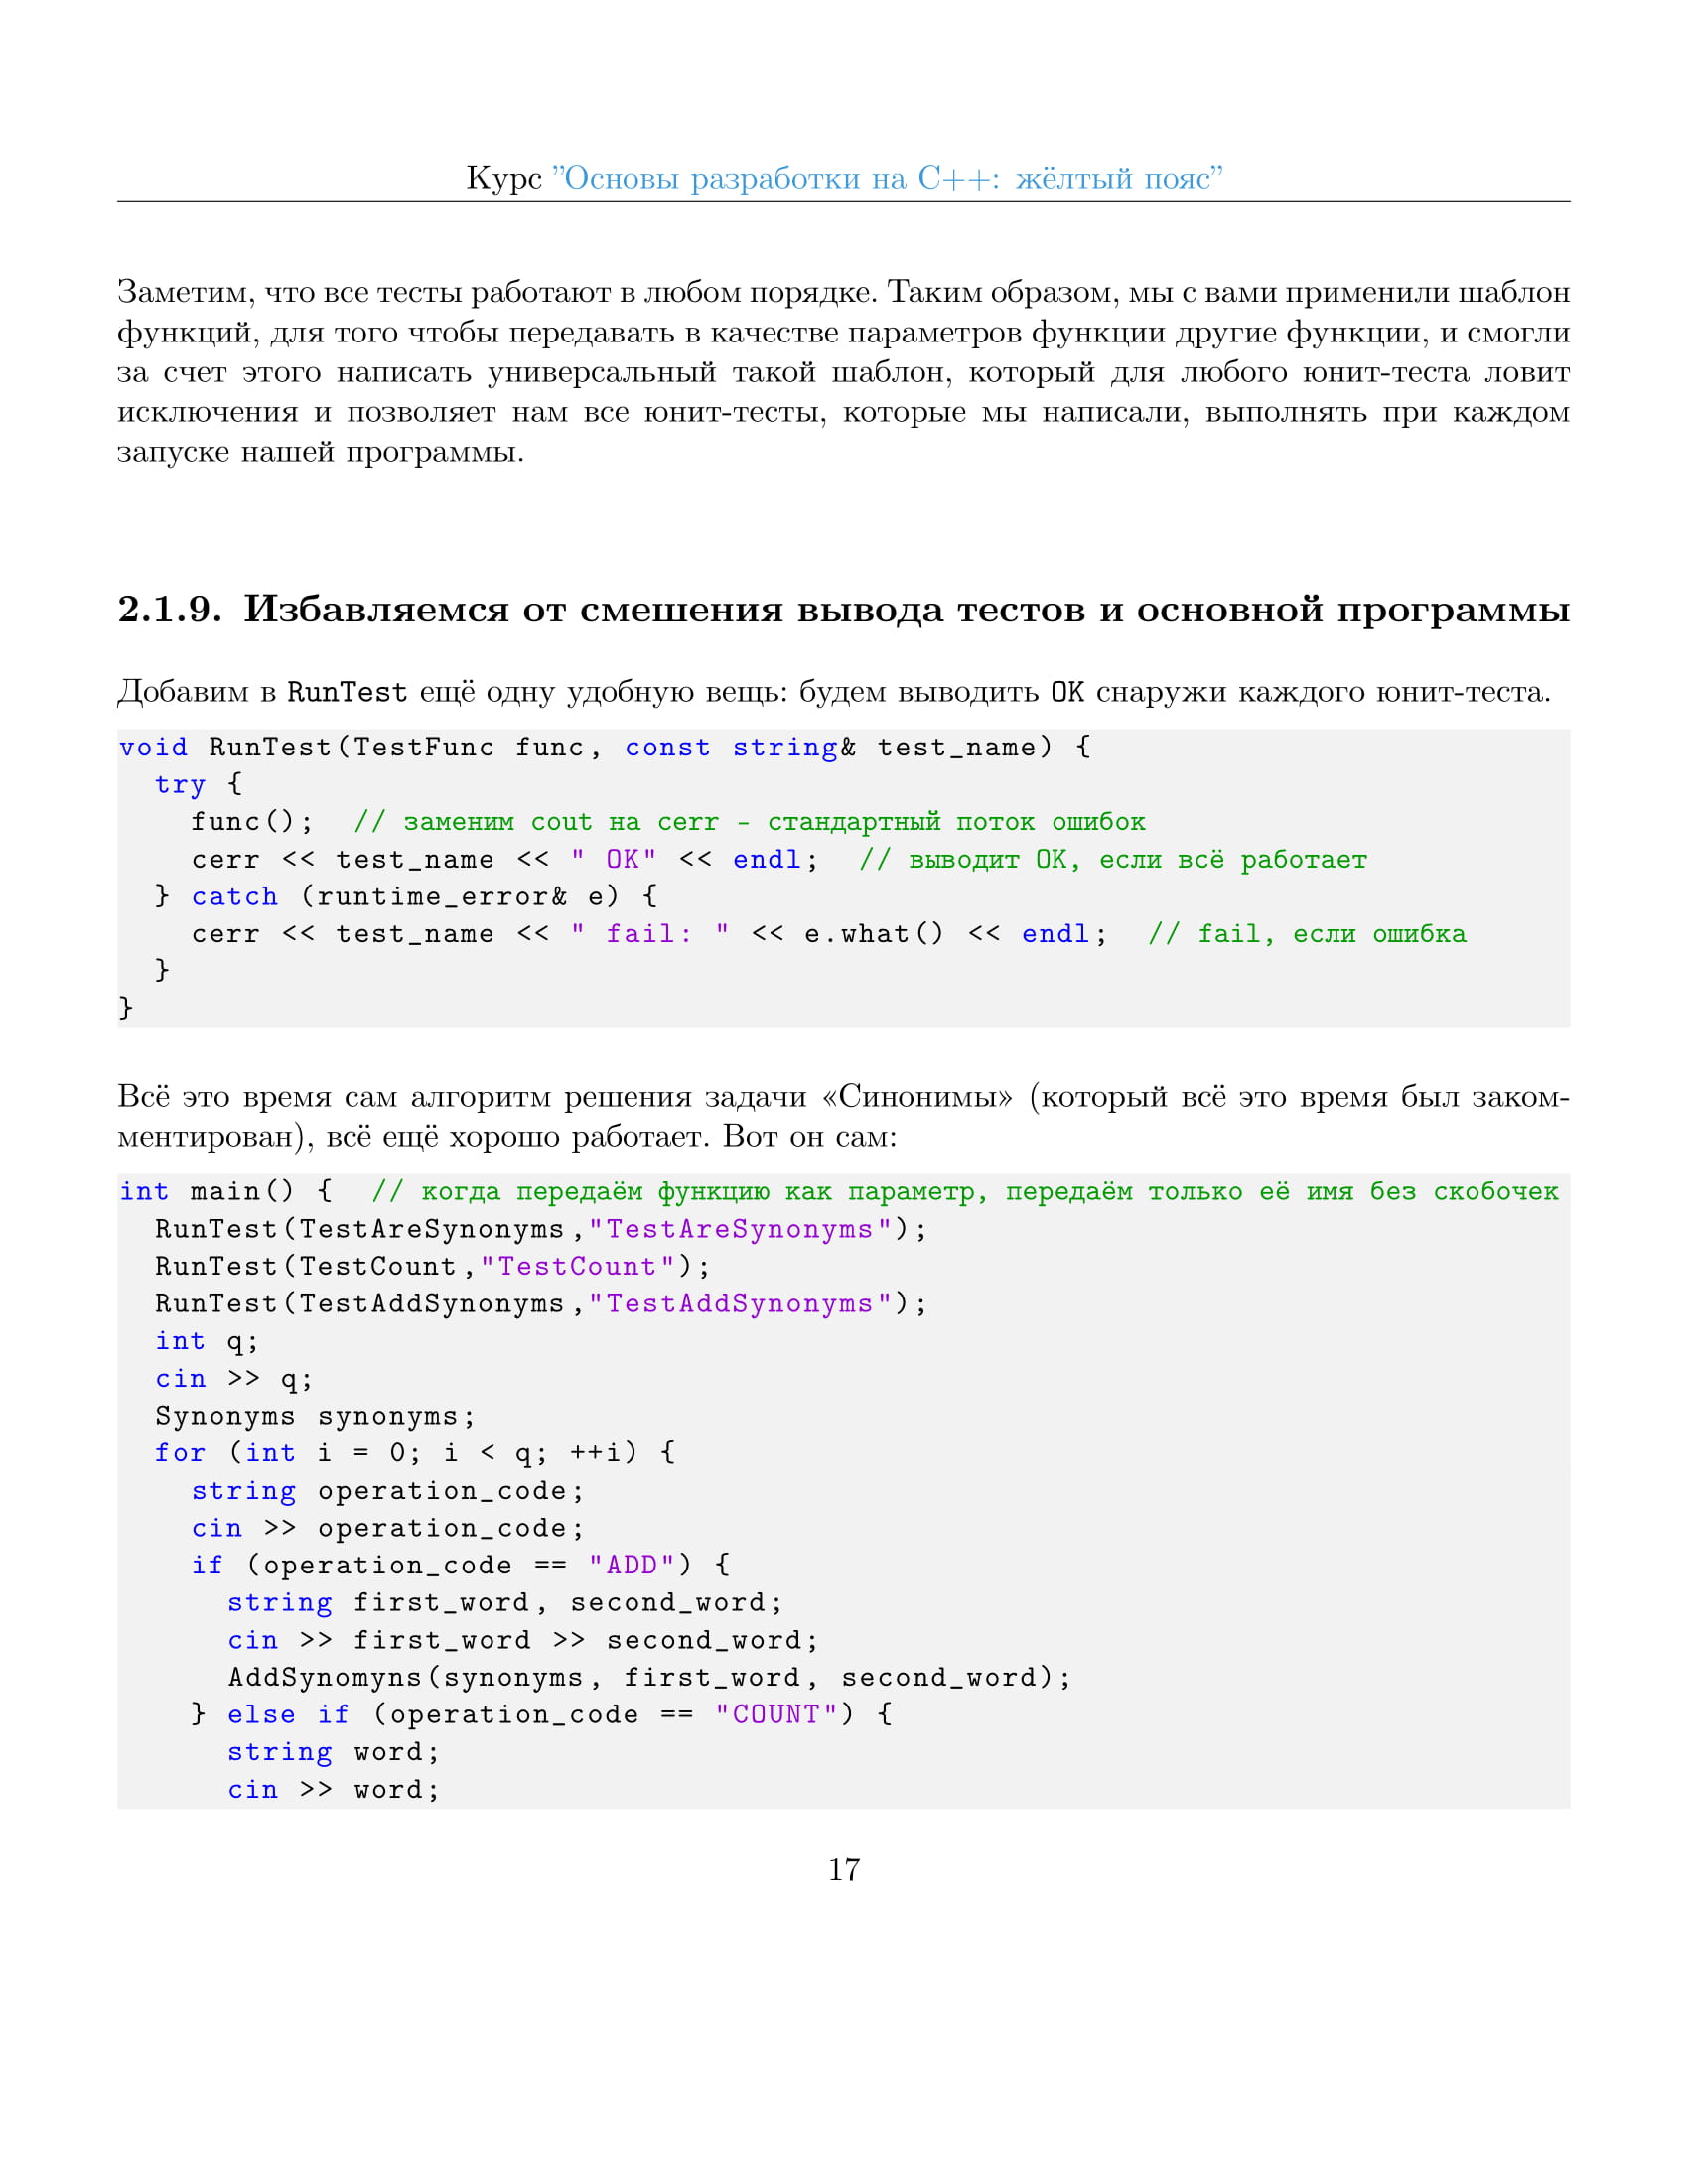 Курс ”Основы разработки на C++: жёлтый пояс”
Заметим, что все тесты работают в любом порядке. Таким образом, мы с вами применили шаблон
функций, для того чтобы передавать в качестве параметров функции другие функции, и смогли
за счет этого написать универсальный такой шаблон, который для любого юнит-теста ловит
исключения и позволяет нам все юнит-тесты, которые мы написали, выполнять при каждом
запуске нашей программы.
2.1.9. Избавляемся от смешения вывода тестов и основной программы
Добавим в RunTest ещё одну удобную вещь: будем выводить OK снаружи каждого юнит-теста.
void RunTest(TestFunc func, const string& test_name) {
  try {
    func();  // заменим cout на cerr - стандартный поток ошибок
    cerr << test_name << " OK" << endl;  // выводит OK, если всё работает
  } catch (runtime_error& e) {
    cerr << test_name << " fail: " << e.what() << endl;  // fail, если ошибка
  }
}
Всё это время сам алгоритм решения задачи «Синонимы» (который всё это время был заком-
ментирован), всё ещё хорошо работает. Вот он сам:
int main() {  // когда передаём функцию как параметр, передаём только её имя без скобочек
  RunTest(TestAreSynonyms,"TestAreSynonyms");
  RunTest(TestCount,"TestCount");
  RunTest(TestAddSynonyms,"TestAddSynonyms");
  int q;
  cin >> q;
  Synonyms synonyms;
  for (int i = 0; i < q; ++i) {
    string operation_code;
    cin >> operation_code;
    if (operation_code == "ADD") {
      string first_word, second_word;
      cin >> first_word >> second_word;
      AddSynomyns(synonyms, first_word, second_word);
    } else if (operation_code == "COUNT") {
      string word;
      cin >> word;
17